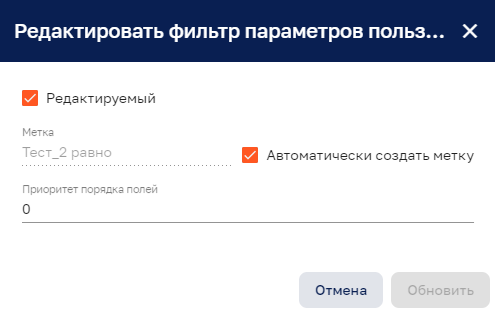 Редактировать фильтр параметров польз...
Редактируемый
Метка
Тест_2 равно
Автоматически создать метку
Приоритет порядка полей
0
Отмена
Обновить